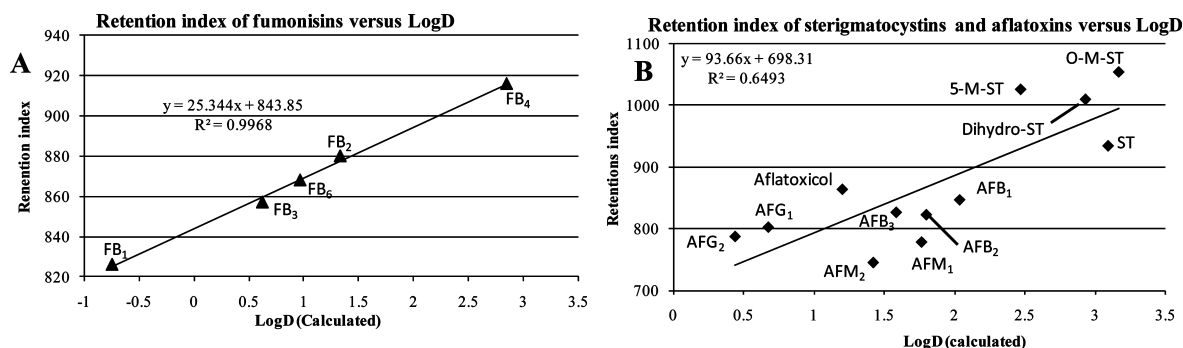 Retention index of fumonisins versus LogD
A
Renention index
940
920
900
880
860
840
820
y = 25.344x + 843.85
R² = 0.9968
FB₄
FB₂
FB₆
FB₃
FB₁
-1 -0.5 0 0.5 1 1.5 2 2.5 3 3.5
LogD (Calculated)
Retention index of sterigmatocystins and aflatoxins versus LogD
B
Retentions index
1100
1000
900
800
700
y = 93.66x + 698.31
R² = 0.6493
O-M-ST
5-M-ST
Dihydro-ST
ST
Aflatoxicol
AFB₁
AFG₁
AFB₃
AFG₂
AFB₂
AFM₁
AFM₂
0 0.5 1 1.5 2 2.5 3 3.5
LogD (calculated)